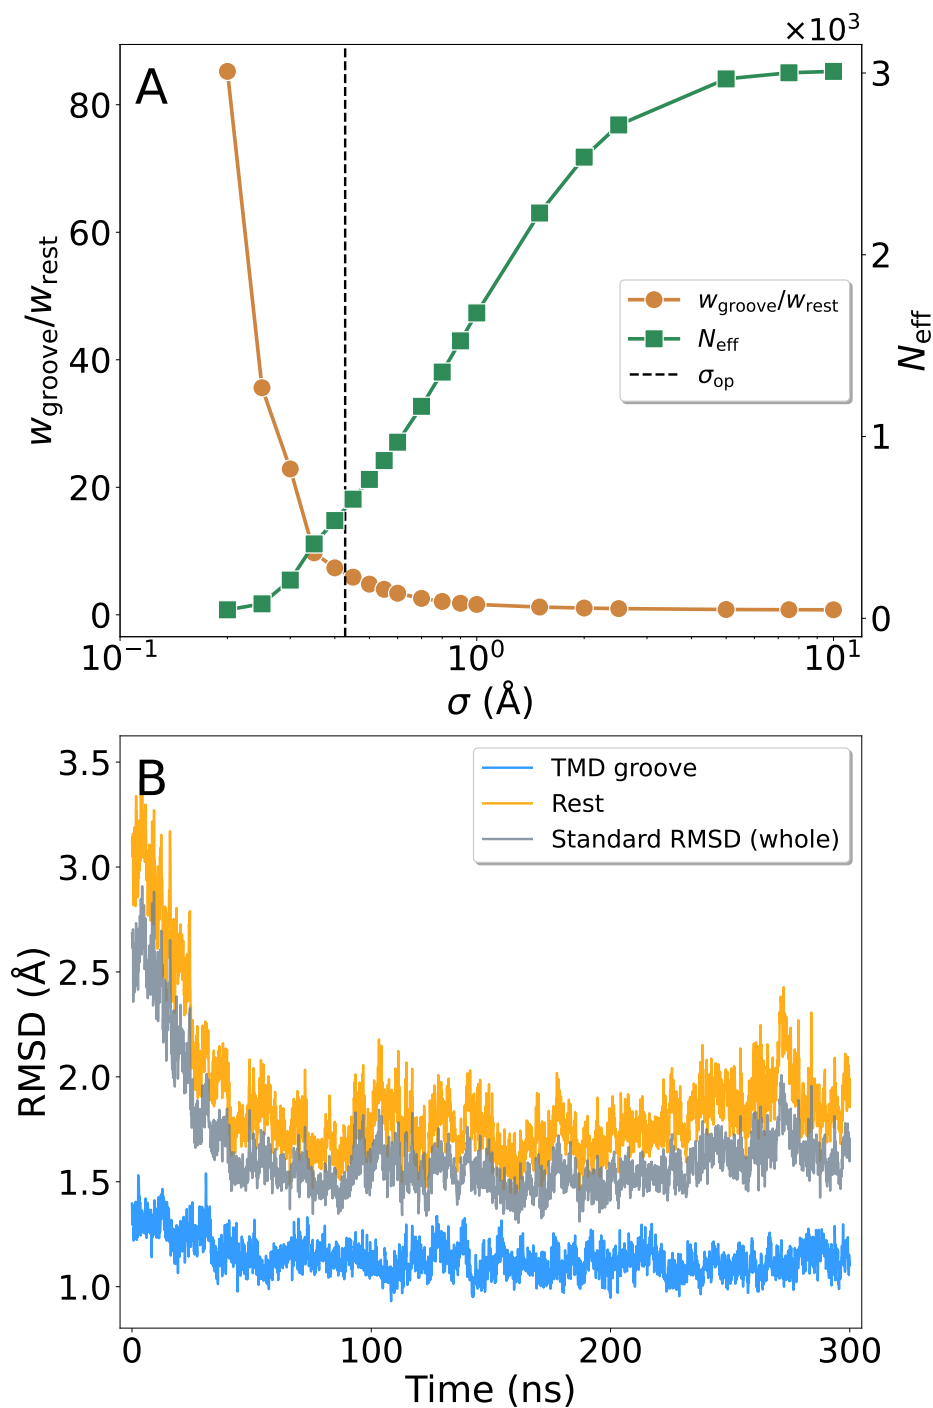 ×10³
A
80
60
40
20
0
w_groove/w_rest
3
2
1
0
N_eff
w_groove/w_rest
N_eff
σ_op
10⁻¹ 10⁰ 10¹
σ (Å)
B
3.5
3.0
2.5
2.0
1.5
1.0
RMSD (Å)
TMD groove
Rest
Standard RMSD (whole)
0 100 200 300
Time (ns)